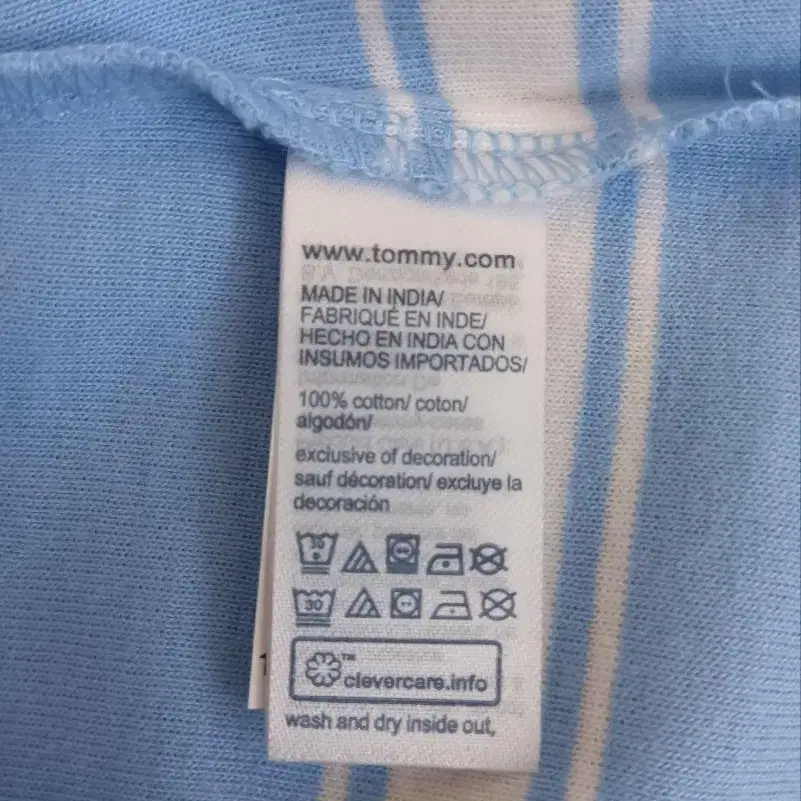 www.tommy.com
MADE IN INDIA/
FABRIQUÉ EN INDE/
HECHO EN INDIA CON
INSUMOS IMPORTADOS/
100% cotton/ coton/
algodón/
exclusive of decoration/
sauf décoration/ excluye la
decoración
30
30
™
clevercare.info
wash and dry inside out,